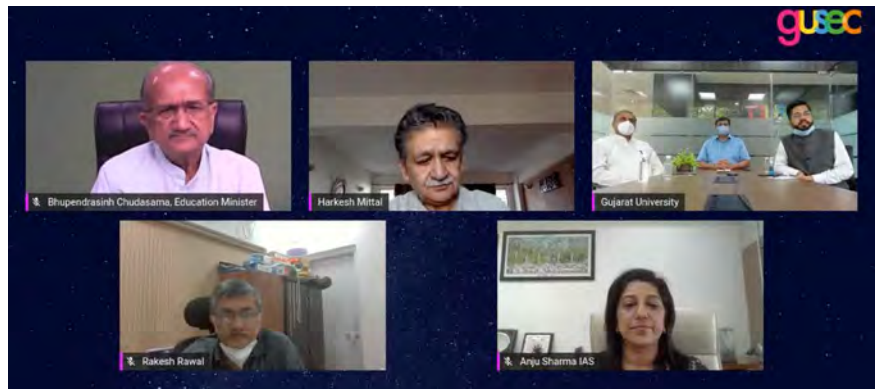 gusec
Bhupendrasinh Chudasama, Education Minister
Harkesh Mittal
Gujarat University
Rakesh Rawal
Anju Sharma IAS